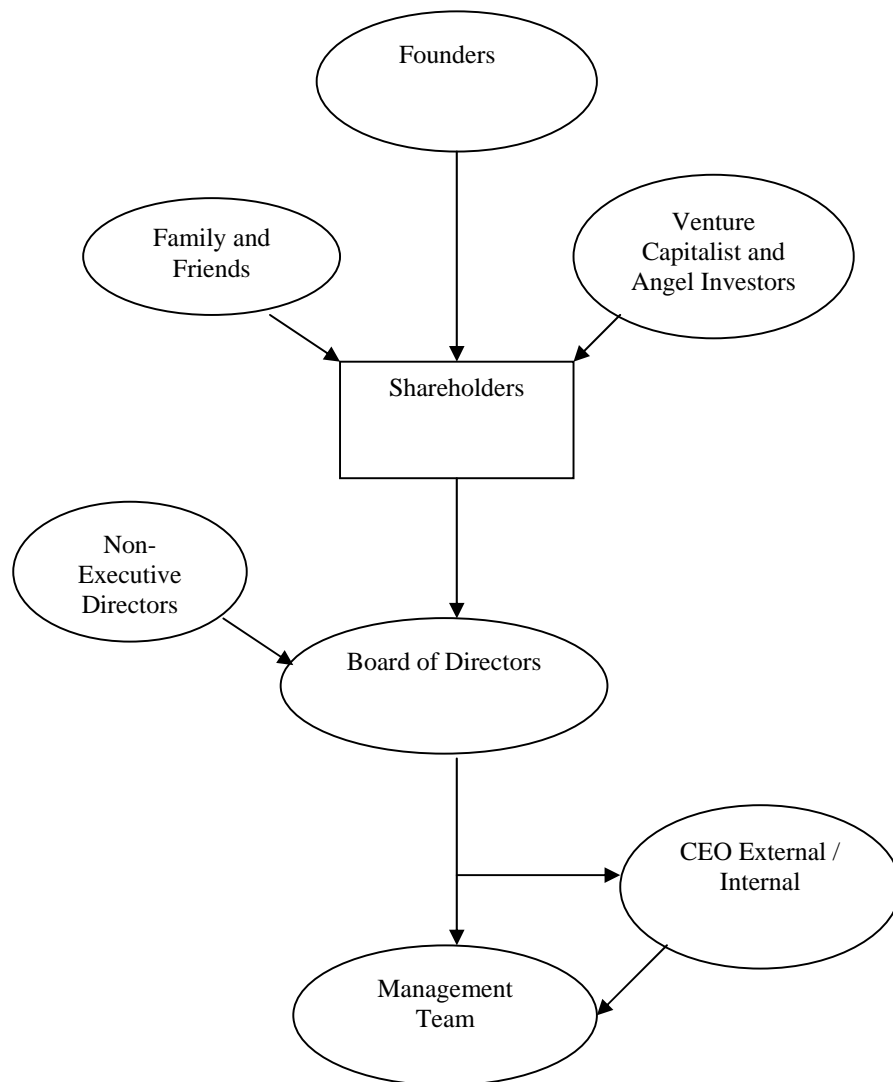 Founders
Family and
Friends
Venture
Capitalist and
Angel Investors
Shareholders
Non-
Executive
Directors
Board of Directors
CEO External /
Internal
Management
Team